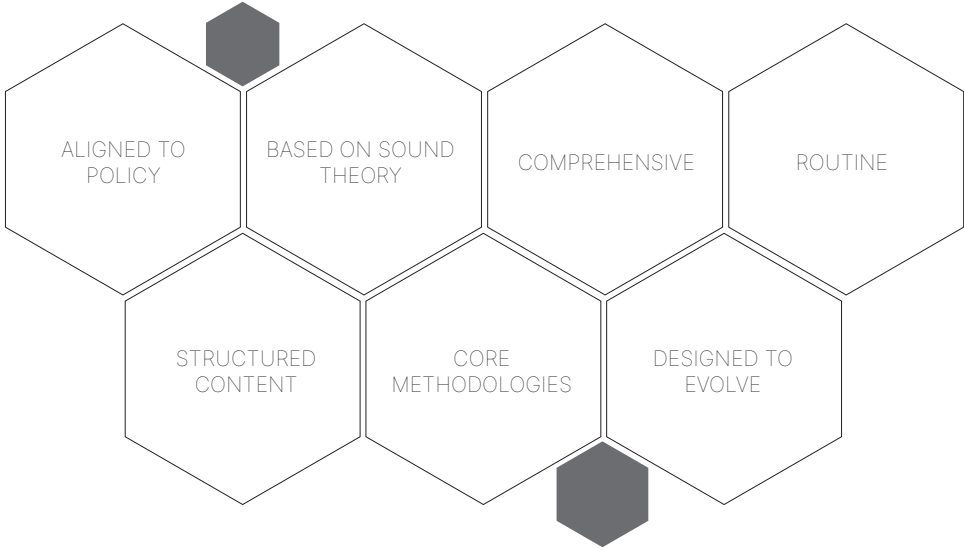 ALIGNED TO
POLICY
BASED ON SOUND
THEORY
COMPREHENSIVE
ROUTINE
STRUCTURED
CONTENT
CORE
METHODOLOGIES
DESIGNED TO
EVOLVE